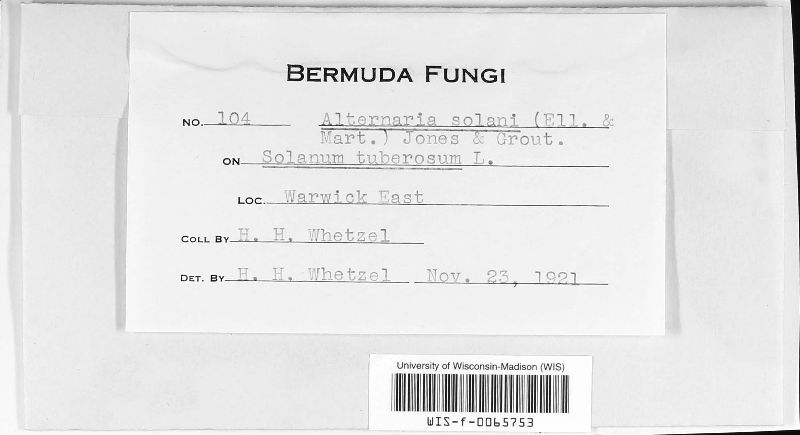 BERMUDA FUNGI
NO. 104 Alternaria solani (Ell. &
Mart.) Jones & Grout.
ON Solanum tuberosum L.
LOC. Warwick East
COLL BY H. H. Whetzel
DET. BY H. H. Whetzel Nov. 23, 1921
University of Wisconsin-Madison (WIS)
WIS-f-0065753